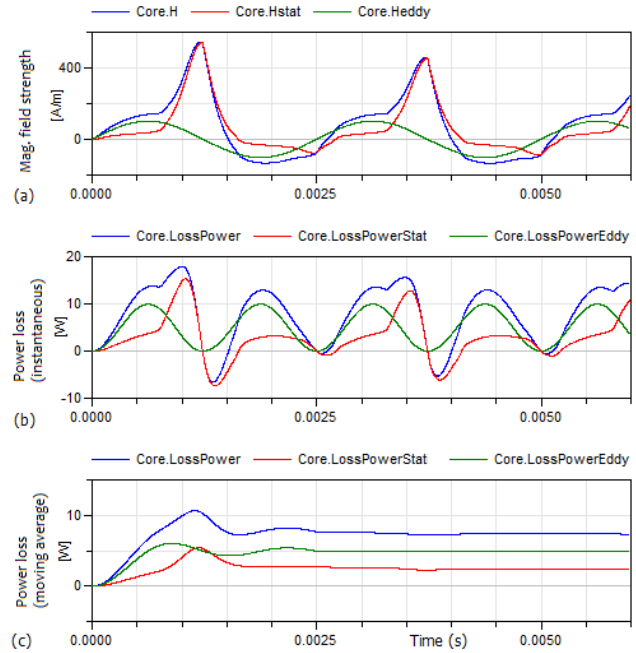 Core.H Core.Hstat Core.Heddy
Mag. field strength
[A/m]
400
0
(a)
0.0000 0.0025 0.0050
Core.LossPower Core.LossPowerStat Core.LossPowerEddy
Power loss
(instantaneous)
[W]
20
10
0
-10
(b)
0.0000 0.0025 0.0050
Core.LossPower Core.LossPowerStat Core.LossPowerEddy
Power loss
(moving average)
[W]
10
0
(c)
0.0000 0.0025 Time (s) 0.0050